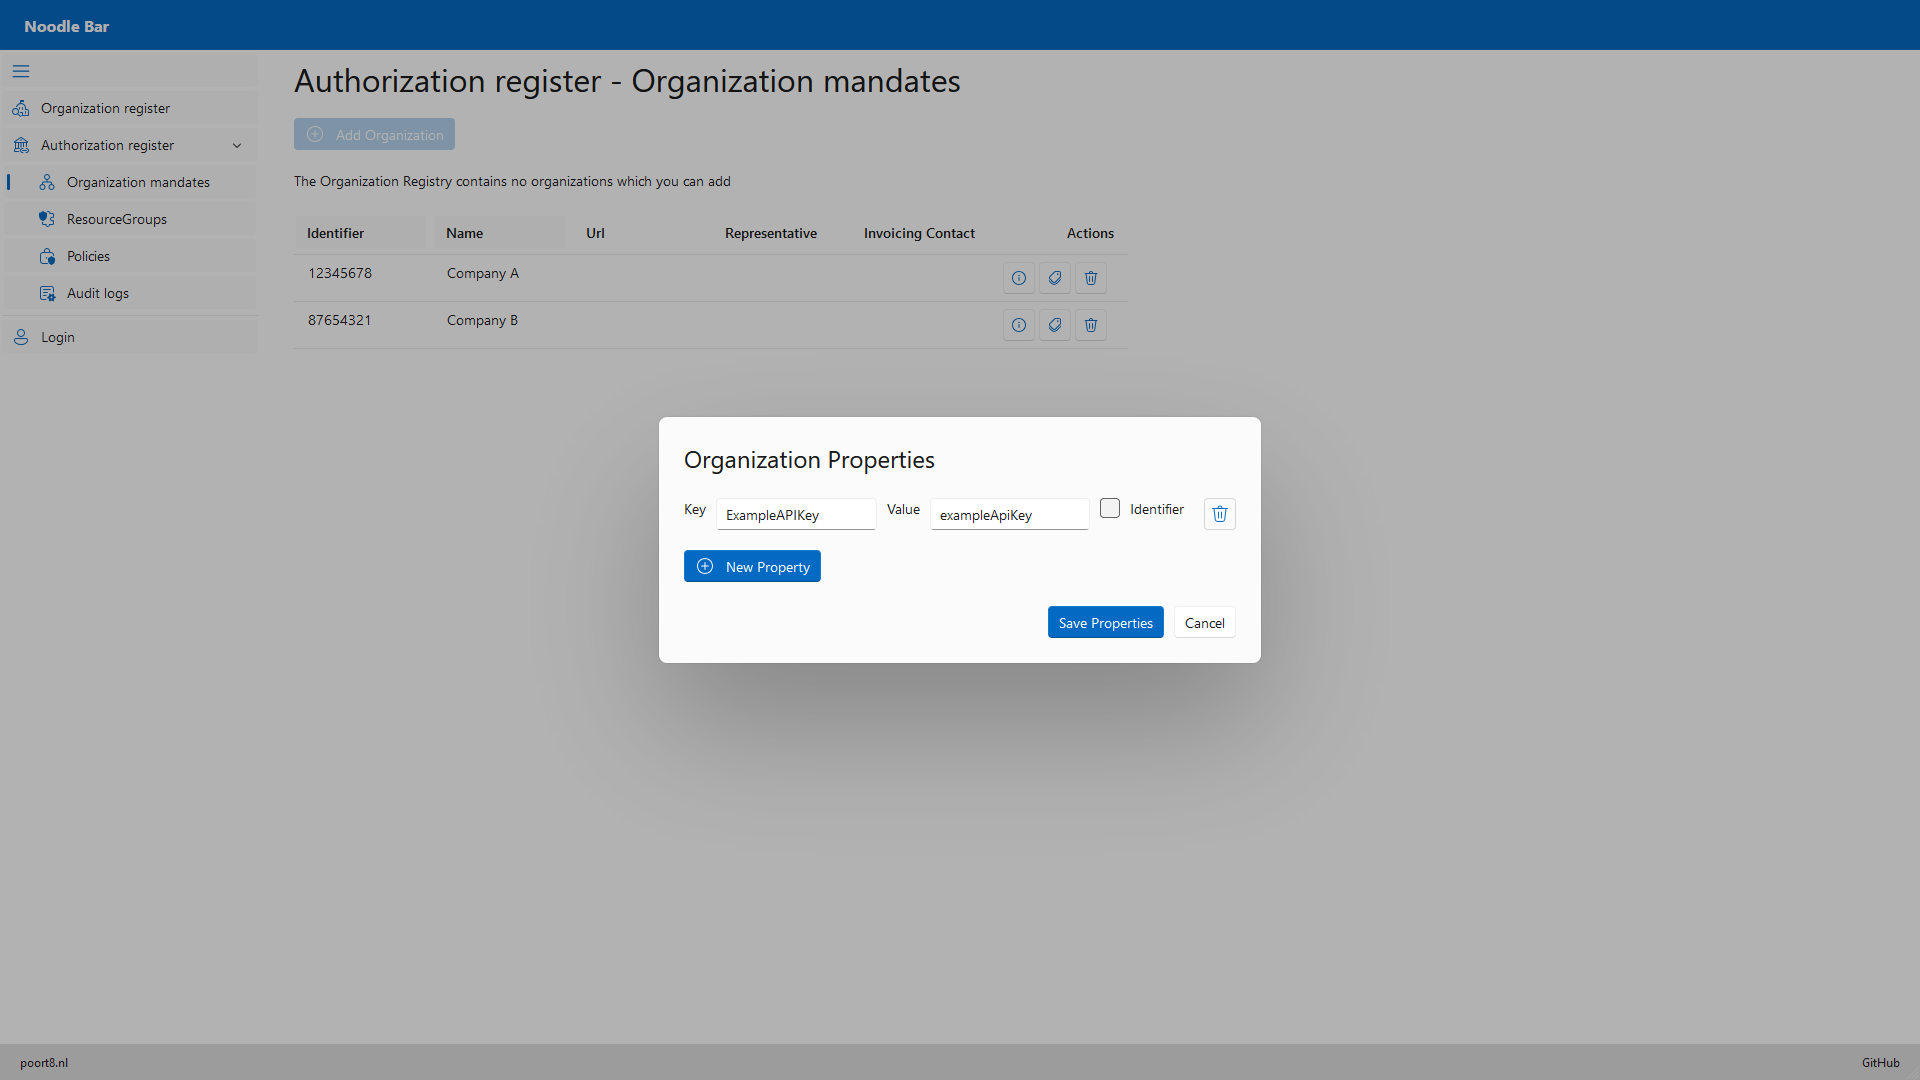 Noodle Bar
Organization register
Authorization register
Organization mandates
ResourceGroups
Policies
Audit logs
Login
Authorization register - Organization mandates
Add Organization
The Organization Registry contains no organizations which you can add
Identifier Name Url Representative Invoicing Contact Actions
12345678 Company A
87654321 Company B
Organization Properties
Key ExampleAPIKey Value exampleApiKey Identifier
New Property
Save Properties Cancel
poort8.nl GitHub